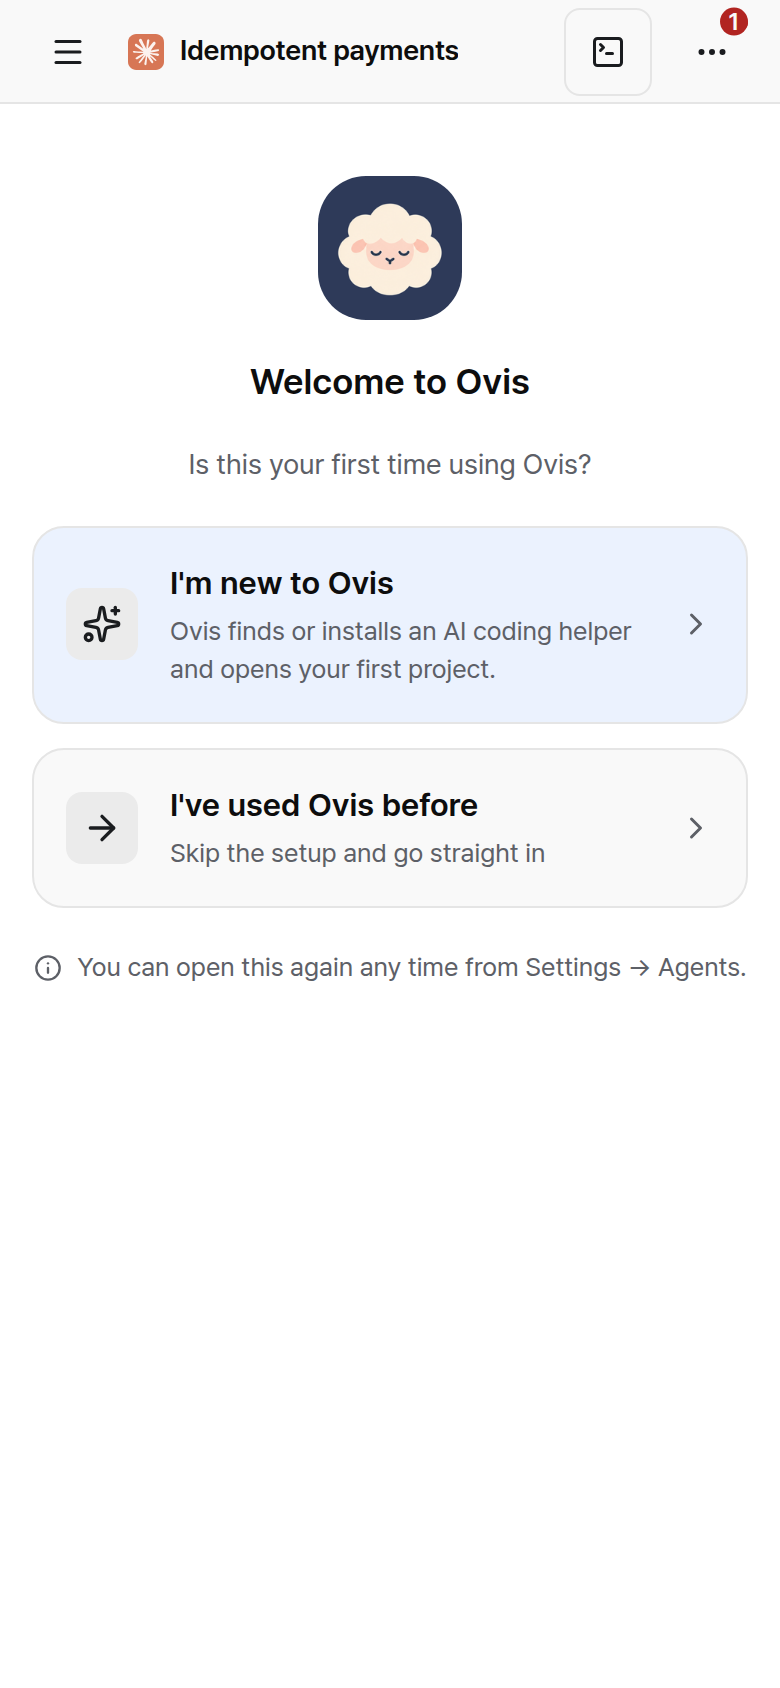 Idempotent payments
1
Welcome to Ovis
Is this your first time using Ovis?
I'm new to Ovis
Ovis finds or installs an AI coding helper
and opens your first project.
I've used Ovis before
Skip the setup and go straight in
You can open this again any time from Settings → Agents.